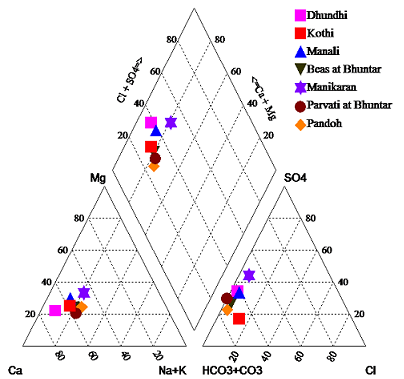 Dhundhi
Kothi
Manali
Beas at Bhuntar
Manikaran
Parvati at Bhuntar
Pandoh
Cl + SO4=>
<=Ca + Mg
80
80
60
60
40
40
20
20
Mg
SO4
80
80
60
60
40
40
20
20
Ca
80
60
40
20
Na+K
HCO3+CO3
20
40
60
80
Cl